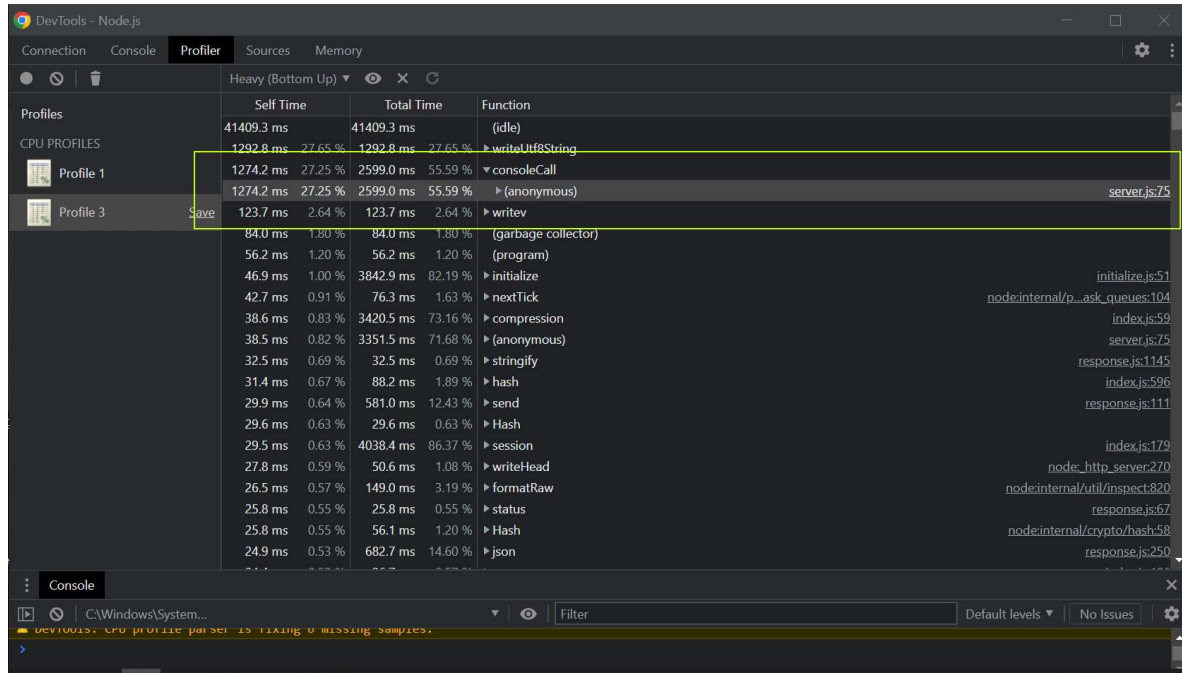 DevTools - Node.js
Connection Console Profiler Sources Memory
Heavy (Bottom Up)
Profiles
CPU PROFILES
Profile 1
Profile 3 Save
Self Time Total Time Function
41409.3 ms 41409.3 ms (idle)
1292.8 ms 27.65 % 1292.8 ms 27.65 % writeUtf8String
1274.2 ms 27.25 % 2599.0 ms 55.59 % consoleCall
1274.2 ms 27.25 % 2599.0 ms 55.59 % (anonymous) server.js:75
123.7 ms 2.64 % 123.7 ms 2.64 % writev
84.0 ms 1.80 % 84.0 ms 1.80 % (garbage collector)
56.2 ms 1.20 % 56.2 ms 1.20 % (program)
46.9 ms 1.00 % 3842.9 ms 82.19 % initialize initialize.js:51
42.7 ms 0.91 % 76.3 ms 1.63 % nextTick node:internal/p...ask_queues:104
38.6 ms 0.83 % 3420.5 ms 73.16 % compression index.js:59
38.5 ms 0.82 % 3351.5 ms 71.68 % (anonymous) server.js:75
32.5 ms 0.69 % 32.5 ms 0.69 % stringify response.js:1145
31.4 ms 0.67 % 88.2 ms 1.89 % hash index.js:596
29.9 ms 0.64 % 581.0 ms 12.43 % send response.js:111
29.6 ms 0.63 % 29.6 ms 0.63 % Hash
29.5 ms 0.63 % 4038.4 ms 86.37 % session index.js:179
27.8 ms 0.59 % 50.6 ms 1.08 % writeHead node:_http_server:270
26.5 ms 0.57 % 149.0 ms 3.19 % formatRaw node:internal/util/inspect:820
25.8 ms 0.55 % 25.8 ms 0.55 % status response.js:67
25.8 ms 0.55 % 56.1 ms 1.20 % Hash node:internal/crypto/hash:58
24.9 ms 0.53 % 682.7 ms 14.60 % json response.js:250
Console
C:\Windows\System... Filter Default levels No Issues
DevTools: CPU profile parser is fixing 6 missing samples.